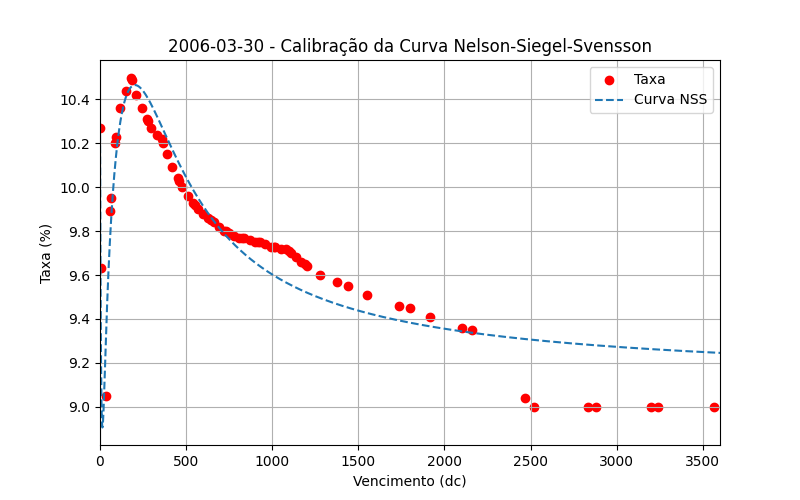 2006-03-30 - Calibração da Curva Nelson-Siegel-Svensson
Taxa
Curva NSS
Taxa (%)
10.4
10.2
10.0
9.8
9.6
9.4
9.2
9.0
0 500 1000 1500 2000 2500 3000 3500
Vencimento (dc)